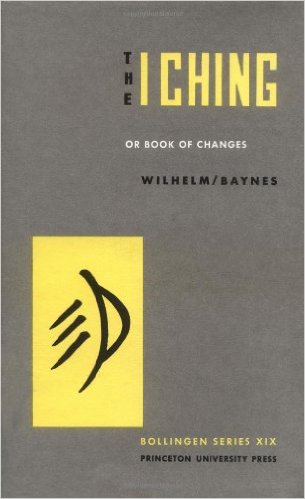 THE I CHING
OR BOOK OF CHANGES
WILHELM/BAYNES
BOLLINGEN SERIES XIX
PRINCETON UNIVERSITY PRESS